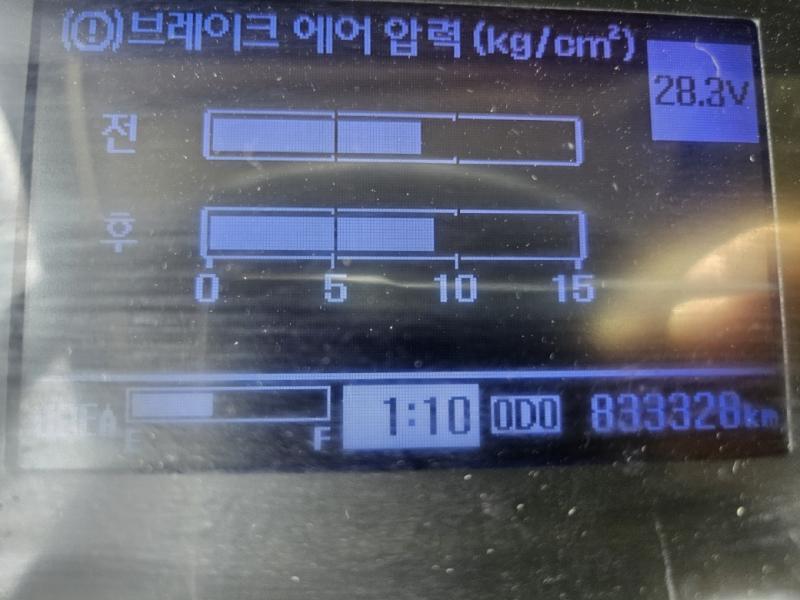 (!) 브레이크 에어 압력 (kg/cm²)
28.3V
전
후
0 5 10 15
UREA E F 1:10 ODO 833328km